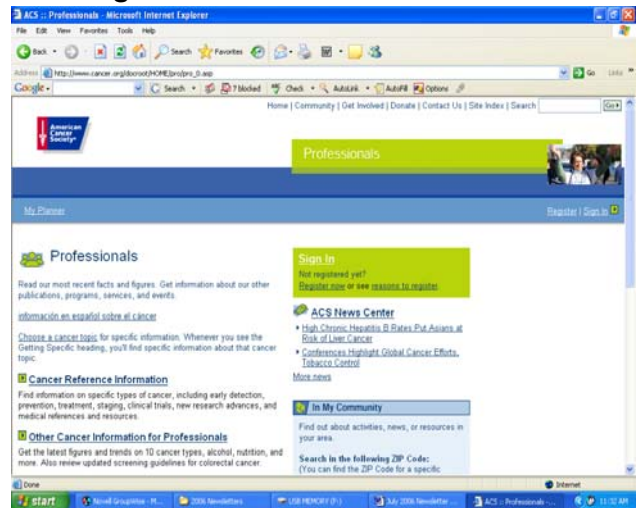 ACS :: Professionals - Microsoft Internet Explorer
File Edit View Favorites Tools Help
Back Search Favorites
Address http://www.cancer.org/docroot/HOME/pro/pro_0.asp Go Links
Google Search 7 blocked Check AutoLink AutoFill Options
Home | Community | Get Involved | Donate | Contact Us | Site Index | Search Go
American
Cancer
Society
Professionals
My Planner Register | Sign In
Professionals
Read our most recent facts and figures. Get information about our other
publications, programs, services, and events.
información en español sobre el cáncer
Choose a cancer topic for specific information. Whenever you see the
Getting Specific heading, you'll find specific information about that cancer
topic.
Cancer Reference Information
Find information on specific types of cancer, including early detection,
prevention, treatment, staging, clinical trials, new research advances, and
medical references and resources.
Other Cancer Information for Professionals
Get the latest figures and trends on 10 cancer types, alcohol, nutrition, and
more. Also review updated screening guidelines for colorectal cancer.
Sign In
Not registered yet?
Register now or see reasons to register.
ACS News Center
• High Chronic Hepatitis B Rates Put Asians at
Risk of Liver Cancer
• Conferences Highlight Global Cancer Efforts,
Tobacco Control
More news
In My Community
Find out about activities, news, or resources in
your area.
Search in the following ZIP Code:
(You can find the ZIP Code for a specific
Done Internet
start Novell GroupWise - M... 2006 Newsletters USB MEMORY (F:) July 2006 Newsletter ... ACS :: Professionals -... 11:32 AM